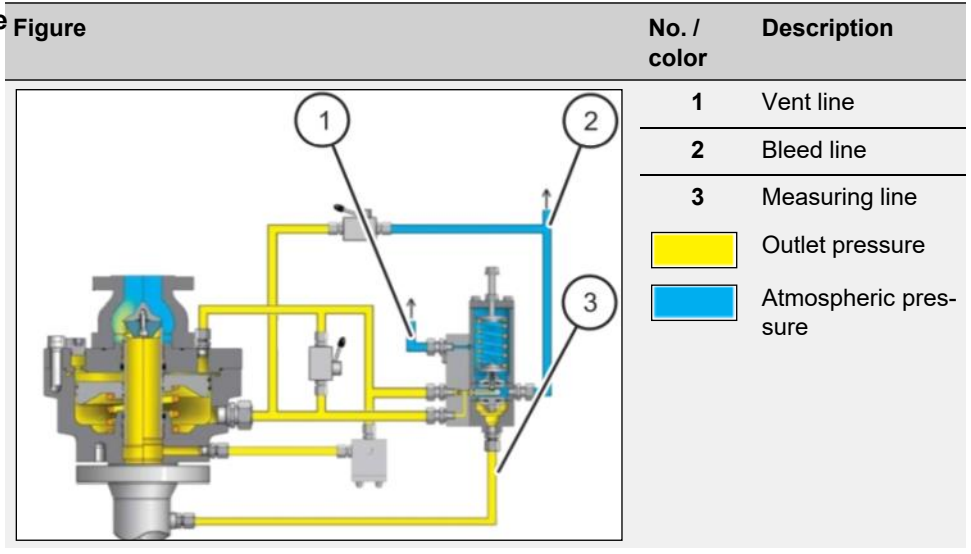 e
Figure
No. / color
Description
1
2
3
1 Vent line
2 Bleed line
3 Measuring line
Outlet pressure
Atmospheric pres-
sure